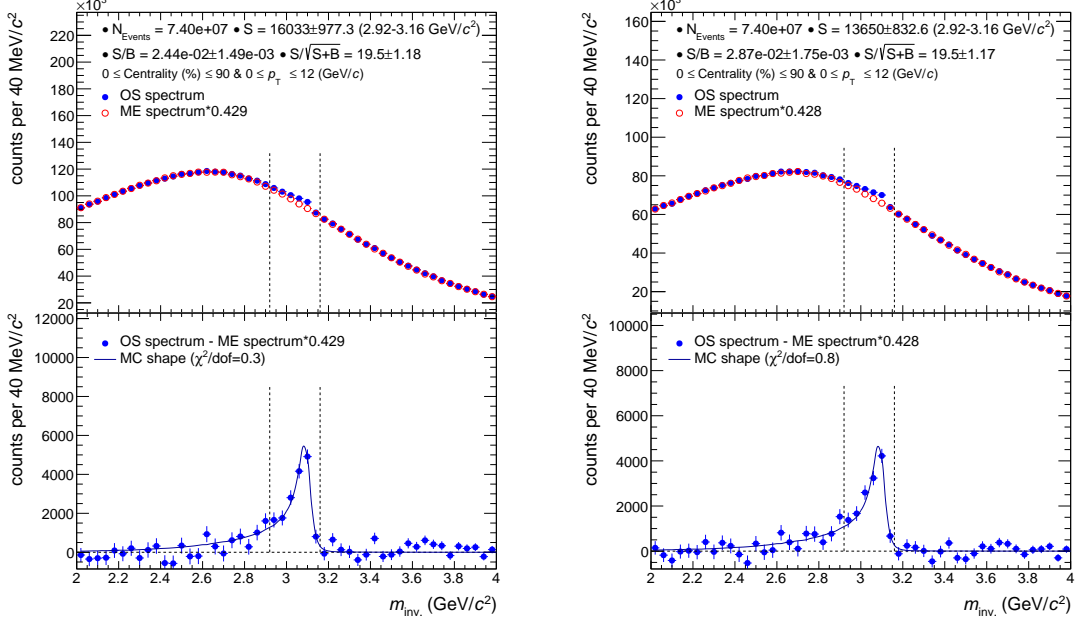 ×10³
counts per 40 MeV/c²
220
200
180
160
140
120
100
80
60
40
20
• N_Events = 7.40e+07 • S = 16033±977.3 (2.92-3.16 GeV/c²)
• S/B = 2.44e-02±1.49e-03 • S/√S+B = 19.5±1.18
0 ≤ Centrality (%) ≤ 90 & 0 ≤ p_T ≤ 12 (GeV/c)
OS spectrum
ME spectrum*0.429
counts per 40 MeV/c²
12000
10000
8000
6000
4000
2000
0
OS spectrum - ME spectrum*0.429
MC shape (χ²/dof=0.3)
2 2.2 2.4 2.6 2.8 3 3.2 3.4 3.6 3.8 4
m_inv. (GeV/c²)
×10³
counts per 40 MeV/c²
160
140
120
100
80
60
40
20
• N_Events = 7.40e+07 • S = 13650±832.6 (2.92-3.16 GeV/c²)
• S/B = 2.87e-02±1.75e-03 • S/√S+B = 19.5±1.17
0 ≤ Centrality (%) ≤ 90 & 0 ≤ p_T ≤ 12 (GeV/c)
OS spectrum
ME spectrum*0.428
counts per 40 MeV/c²
10000
8000
6000
4000
2000
0
OS spectrum - ME spectrum*0.428
MC shape (χ²/dof=0.8)
2 2.2 2.4 2.6 2.8 3 3.2 3.4 3.6 3.8 4
m_inv. (GeV/c²)